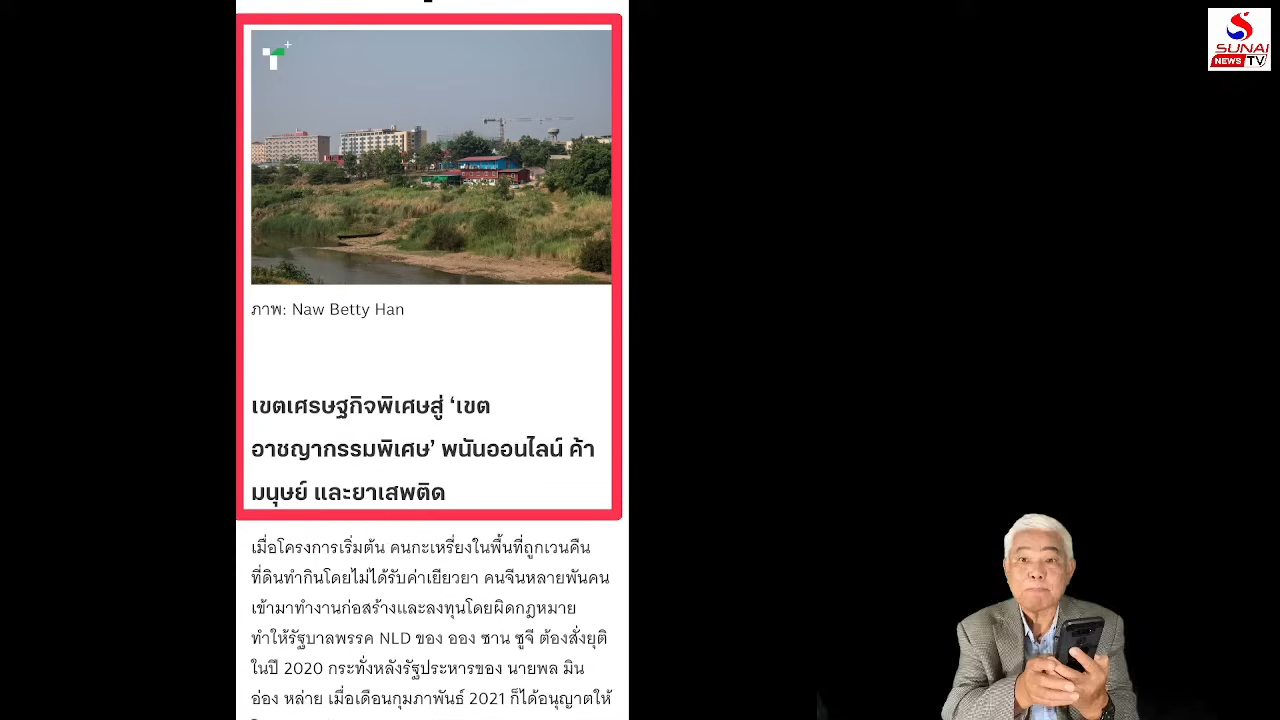 SUNAI
NEWS TV
ภาพ: Naw Betty Han
เขตเศรษฐกิจพิเศษสู่ ‘เขต
อาชญากรรมพิเศษ’ พนันออนไลน์ ค้า
มนุษย์ และยาเสพติด
เมื่อโครงการเริ่มต้น คนกะเหรี่ยงในพื้นที่ถูกเวนคืน
ที่ดินทำกินโดยไม่ได้รับค่าเยียวยา คนจีนหลายพันคน
เข้ามาทำงานก่อสร้างและลงทุนโดยผิดกฎหมาย
ทำให้รัฐบาลพรรค NLD ของ ออง ซาน ซูจี ต้องสั่งยุติ
ในปี 2020 กระทั่งหลังรัฐประหารของ นายพล มิน
อ่อง หล่าย เมื่อเดือนกุมภาพันธ์ 2021 ก็ได้อนุญาตให้